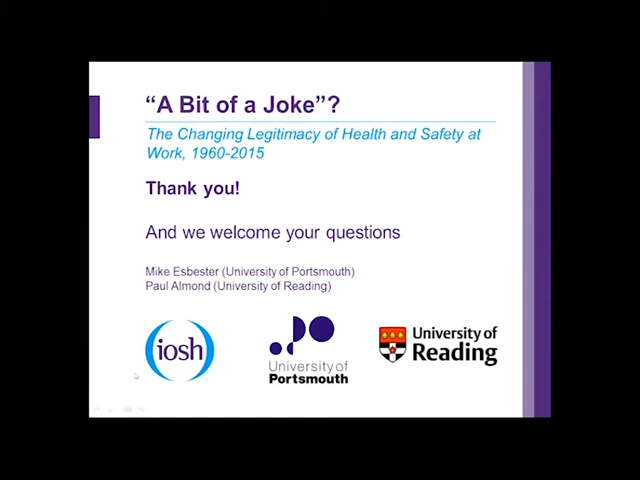 “A Bit of a Joke”?
The Changing Legitimacy of Health and Safety at
Work, 1960-2015
Thank you!
And we welcome your questions
Mike Esbester (University of Portsmouth)
Paul Almond (University of Reading)
iosh
University of
Portsmouth
University of
Reading